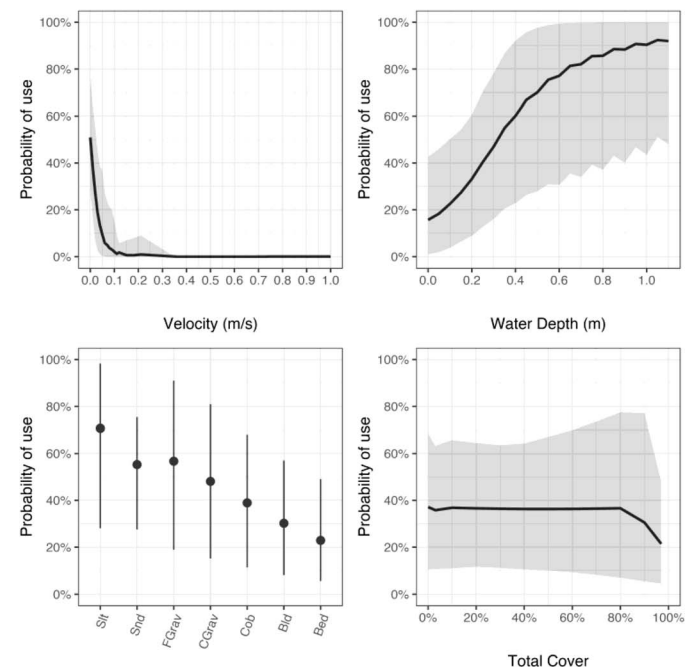 100%
80%
60%
40%
20%
0%
Probability of use
0.0 0.1 0.2 0.3 0.4 0.5 0.6 0.7 0.8 0.9 1.0
Velocity (m/s)
100%
80%
60%
40%
20%
0%
Probability of use
0.0 0.2 0.4 0.6 0.8 1.0
Water Depth (m)
100%
80%
60%
40%
20%
0%
Probability of use
Slt Snd FGrav CGrav Cob Bld Bed
100%
80%
60%
40%
20%
0%
Probability of use
0% 20% 40% 60% 80% 100%
Total Cover